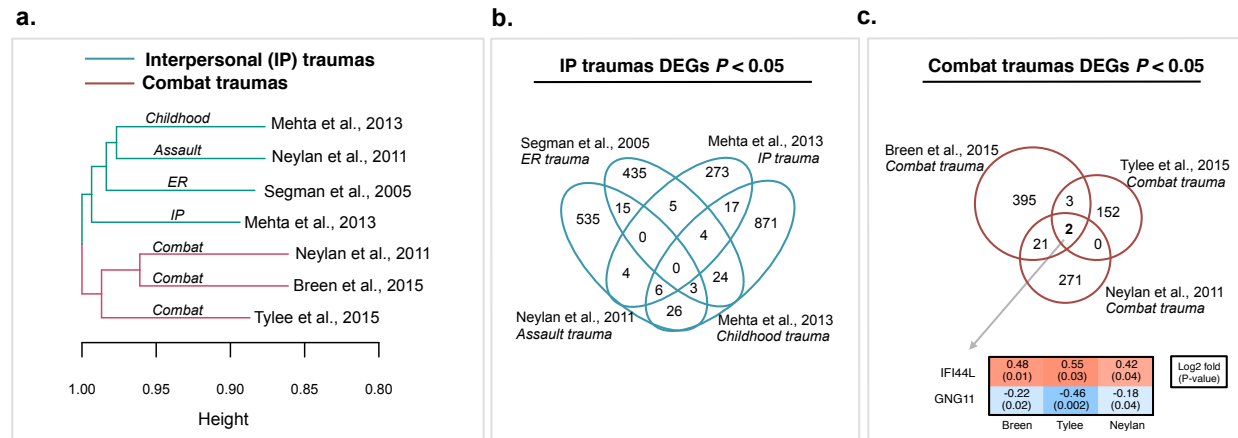 a.
Interpersonal (IP) traumas
Combat traumas
Childhood
Mehta et al., 2013
Assault
Neylan et al., 2011
ER
Segman et al., 2005
IP
Mehta et al., 2013
Combat
Neylan et al., 2011
Combat
Breen et al., 2015
Combat
Tylee et al., 2015
1.00 0.95 0.90 0.85 0.80
Height
b.
IP traumas DEGs P < 0.05
Segman et al., 2005
ER trauma
Mehta et al., 2013
IP trauma
435 273
535 15 5 17 871
0 4
4 0 24
6 3
26
Neylan et al., 2011
Assault trauma
Mehta et al., 2013
Childhood trauma
c.
Combat traumas DEGs P < 0.05
Breen et al., 2015
Combat trauma
Tylee et al., 2015
Combat trauma
395 3 152
2
21 0
271
Neylan et al., 2011
Combat trauma
IFI44L 0.48 0.55 0.42
(0.01) (0.03) (0.04)
GNG11 -0.22 -0.46 -0.18
(0.02) (0.002) (0.04)
Breen Tylee Neylan
Log2 fold
(P-value)